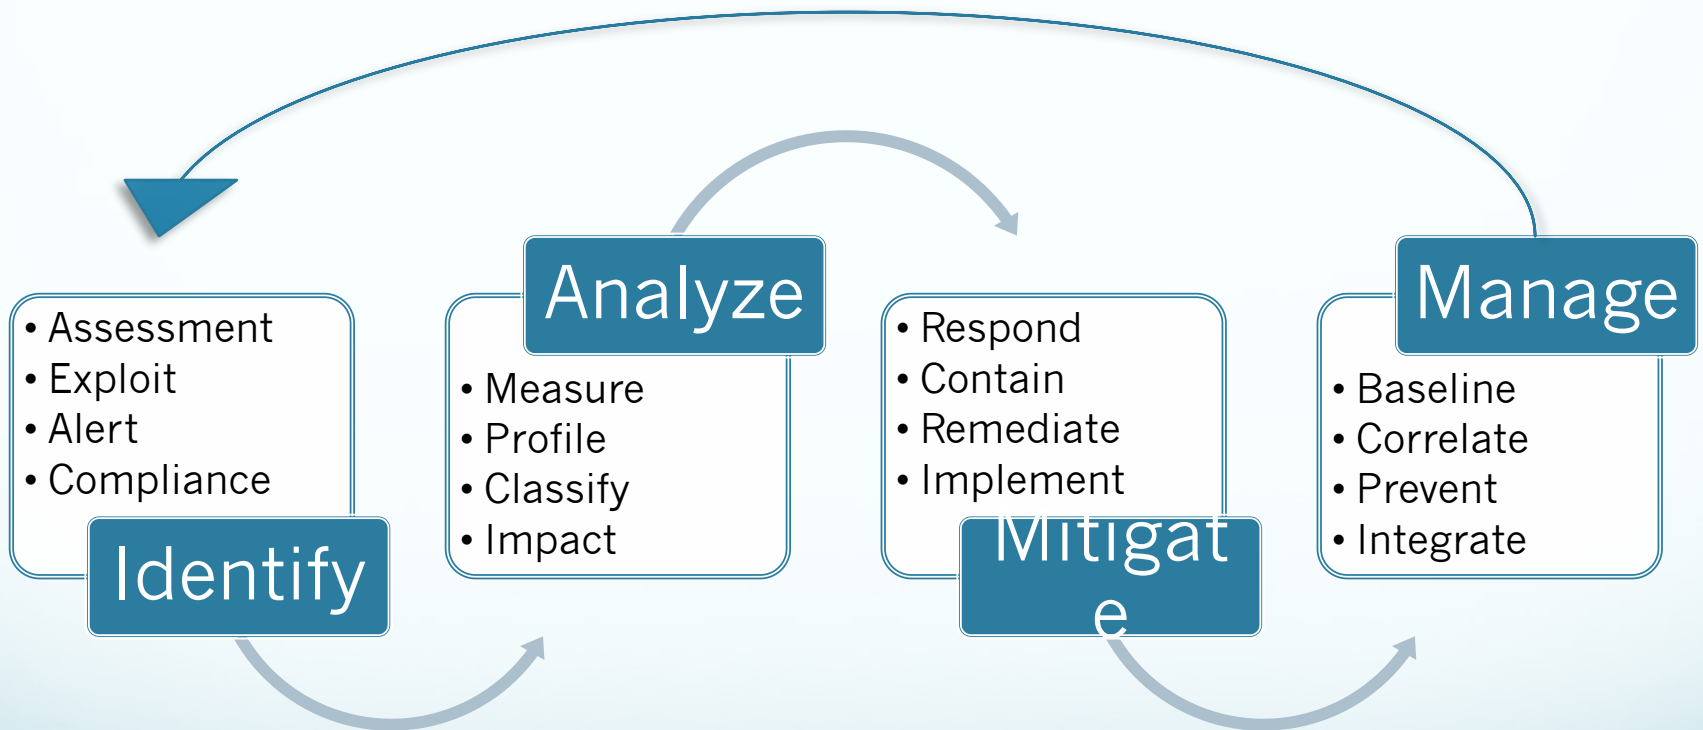 • Assessment
• Exploit
• Alert
• Compliance
Identify
Analyze
• Measure
• Profile
• Classify
• Impact
• Respond
• Contain
• Remediate
• Implement
Mitigat
e
Manage
• Baseline
• Correlate
• Prevent
• Integrate